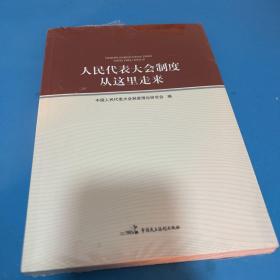 人民代表大会制度
从这里走来
中国人民代表大会制度理论研究会 编
中国民主法制出版社